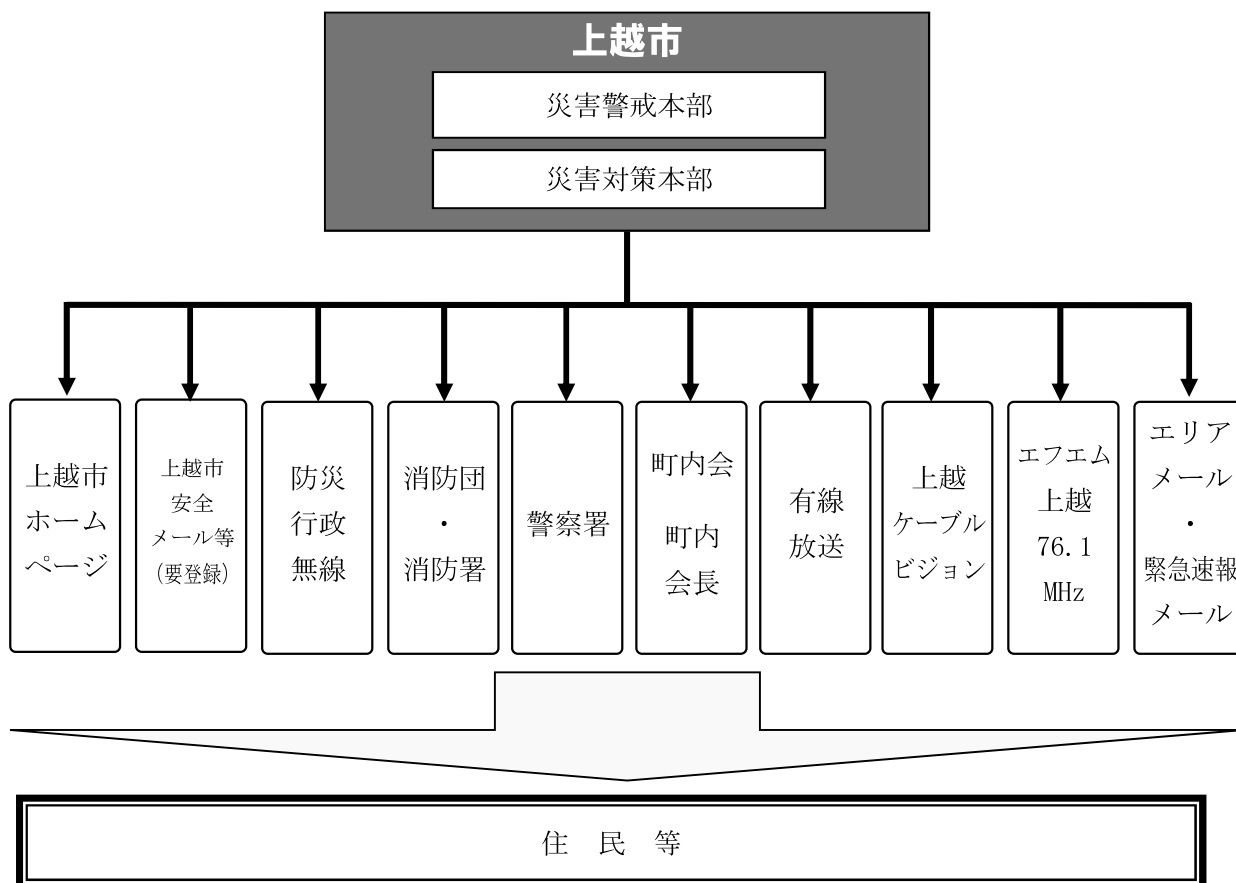 上越市
災害警戒本部
災害対策本部
上越市
ホーム
ページ
上越市
安全
メール等
(要登録)
防災
行政
無線
消防団
・
消防署
警察署
町内会
町内
会長
有線
放送
上越
ケーブル
ビジョン
エフエム
上越
76.1
MHz
エリア
メール
・
緊急速報
メール
住 民 等